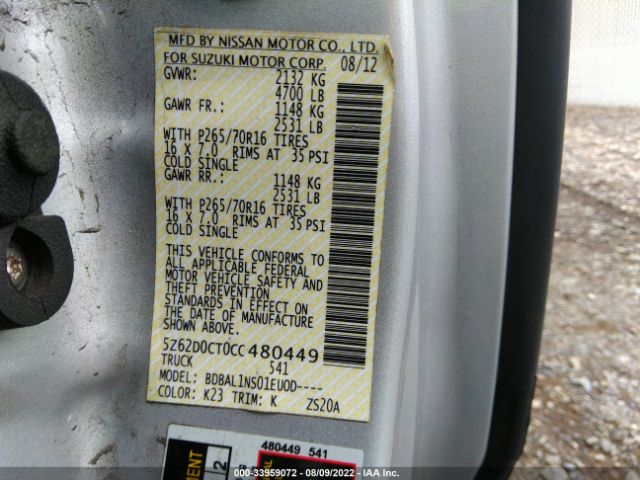 MFD BY NISSAN MOTOR CO., LTD.
FOR SUZUKI MOTOR CORP. 08/12
GVWR: 2132 KG
4700 LB
GAWR FR.: 1148 KG
2531 LB
WITH P265/70R16 TIRES
16 X 7.0 RIMS AT 35 PSI
COLD SINGLE
GAWR RR.: 1148 KG
2531 LB
WITH P265/70R16 TIRES
16 X 7.0 RIMS AT 35 PSI
COLD SINGLE
THIS VEHICLE CONFORMS TO
ALL APPLICABLE FEDERAL
MOTOR VEHICLE SAFETY AND
THEFT PREVENTION
STANDARDS IN EFFECT ON
THE DATE OF MANUFACTURE
SHOWN ABOVE.
5Z62D0CT0CC480449
TRUCK 541
MODEL: BDBAL1NS01EUOD----
COLOR: K23 TRIM: K ZS20A
480449 541
000-33959072 - 08/09/2022 - IAA Inc.